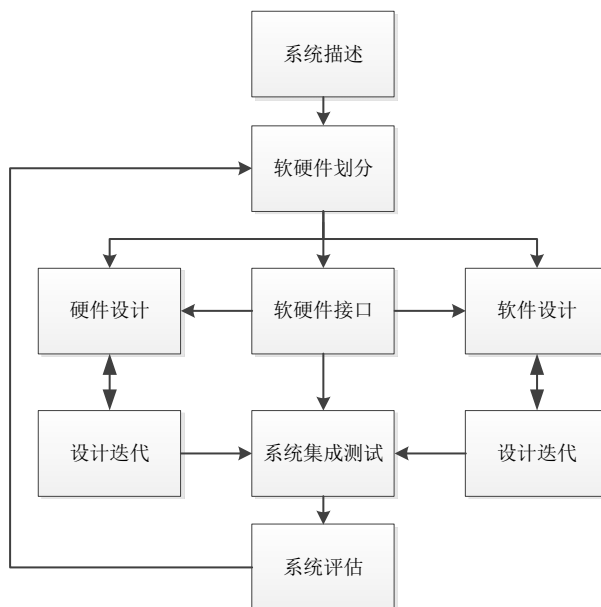 系统描述
软硬件划分
硬件设计
软硬件接口
软件设计
设计迭代
系统集成测试
设计迭代
系统评估